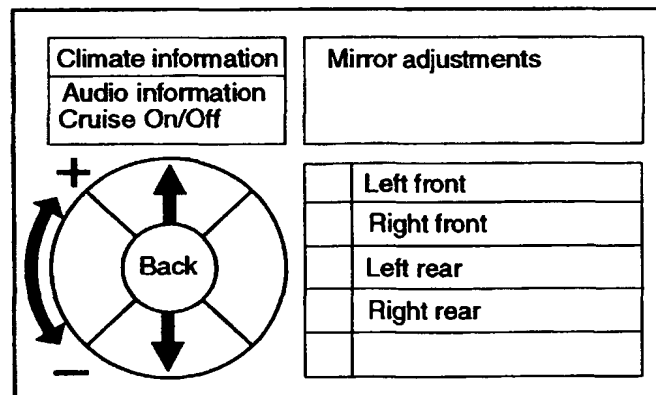 Climate information
Audio information
Cruise On/Off
Mirror adjustments
+
Back
−
Left front
Right front
Left rear
Right rear